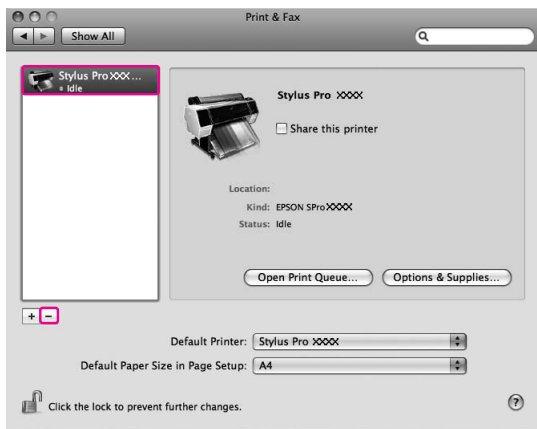 Print & Fax
Show All
Stylus Pro XXX...
Idle
Stylus Pro XXXX
Share this printer
Location:
Kind: EPSON SPro XXXX
Status: Idle
Open Print Queue... Options & Supplies...
+ −
Default Printer: Stylus Pro XXXX
Default Paper Size in Page Setup: A4
Click the lock to prevent further changes. ?